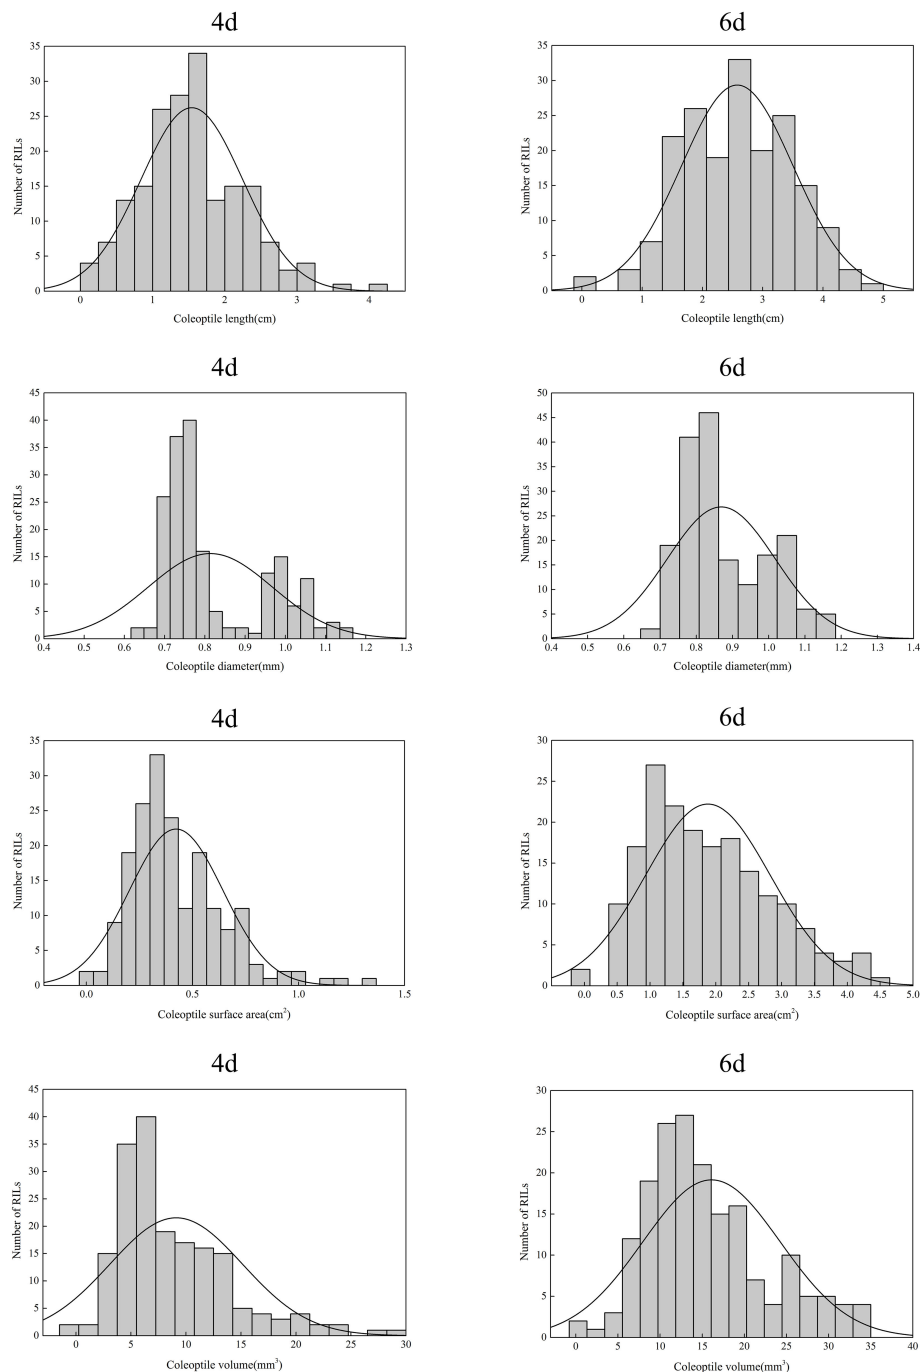 4d
35
30
25
20
15
10
5
0
Number of RILs
0 1 2 3 4
Coleoptile length(cm)
6d
35
30
25
20
15
10
5
0
Number of RILs
0 1 2 3 4 5
Coleoptile length(cm)
4d
45
40
35
30
25
20
15
10
5
0
Number of RILs
0.4 0.5 0.6 0.7 0.8 0.9 1.0 1.1 1.2 1.3
Coleoptile diameter(mm)
6d
50
45
40
35
30
25
20
15
10
5
0
Number of RILs
0.4 0.5 0.6 0.7 0.8 0.9 1.0 1.1 1.2 1.3 1.4
Coleoptile diameter(mm)
4d
35
30
25
20
15
10
5
0
Number of RILs
0.0 0.5 1.0 1.5
Coleoptile surface area(cm²)
6d
30
25
20
15
10
5
0
Number of RILs
0.0 0.5 1.0 1.5 2.0 2.5 3.0 3.5 4.0 4.5 5.0
Coleoptile surface area(cm²)
4d
45
40
35
30
25
20
15
10
5
0
Number of RILs
0 5 10 15 20 25 30
Coleoptile volume(mm³)
6d
30
25
20
15
10
5
0
Number of RILs
0 5 10 15 20 25 30 35 40
Coleoptile volume(mm³)